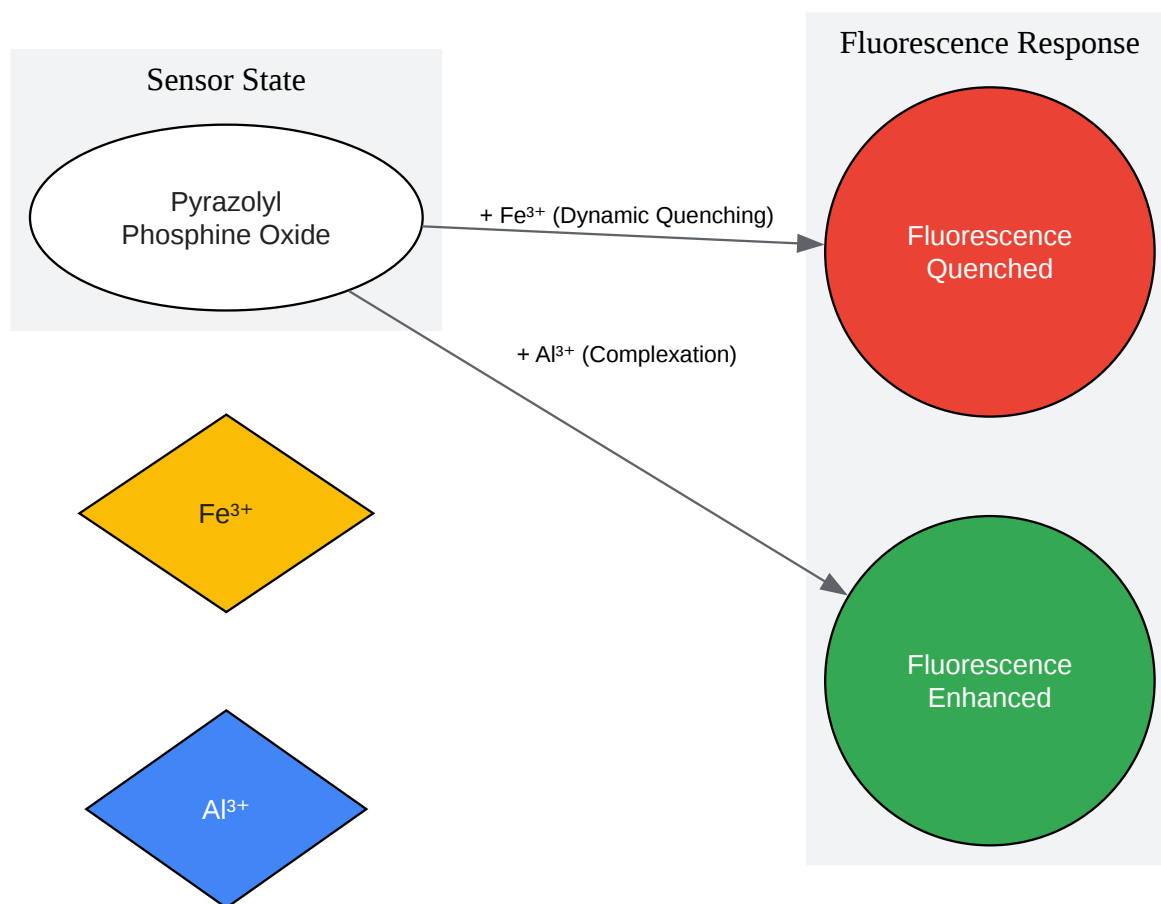 Sensor State
Pyrazolyl
Phosphine Oxide
+ Fe³⁺ (Dynamic Quenching)
+ Al³⁺ (Complexation)
Fe³⁺
Al³⁺
Fluorescence Response
Fluorescence
Quenched
Fluorescence
Enhanced